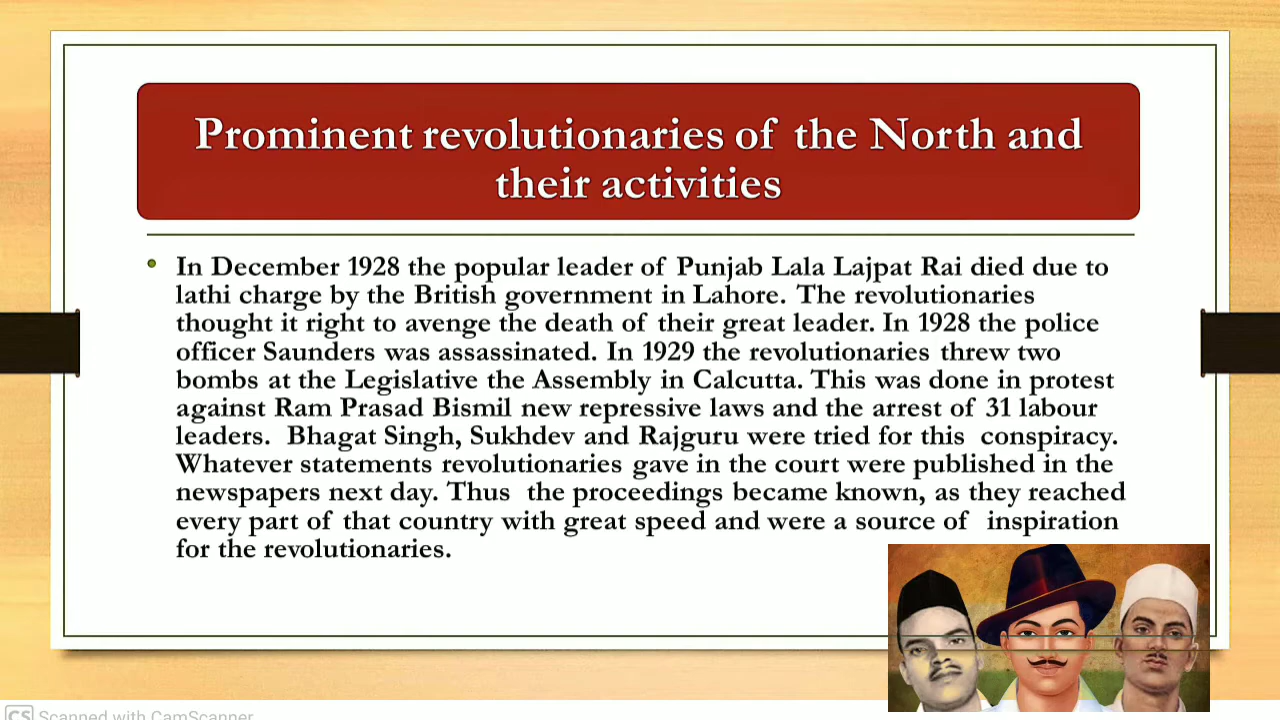 Prominent revolutionaries of the North and
their activities
• In December 1928 the popular leader of Punjab Lala Lajpat Rai died due to
lathi charge by the British government in Lahore. The revolutionaries
thought it right to avenge the death of their great leader. In 1928 the police
officer Saunders was assassinated. In 1929 the revolutionaries threw two
bombs at the Legislative the Assembly in Calcutta. This was done in protest
against Ram Prasad Bismil new repressive laws and the arrest of 31 labour
leaders. Bhagat Singh, Sukhdev and Rajguru were tried for this conspiracy.
Whatever statements revolutionaries gave in the court were published in the
newspapers next day. Thus the proceedings became known, as they reached
every part of that country with great speed and were a source of inspiration
for the revolutionaries.
CS Scanned with CamScanner